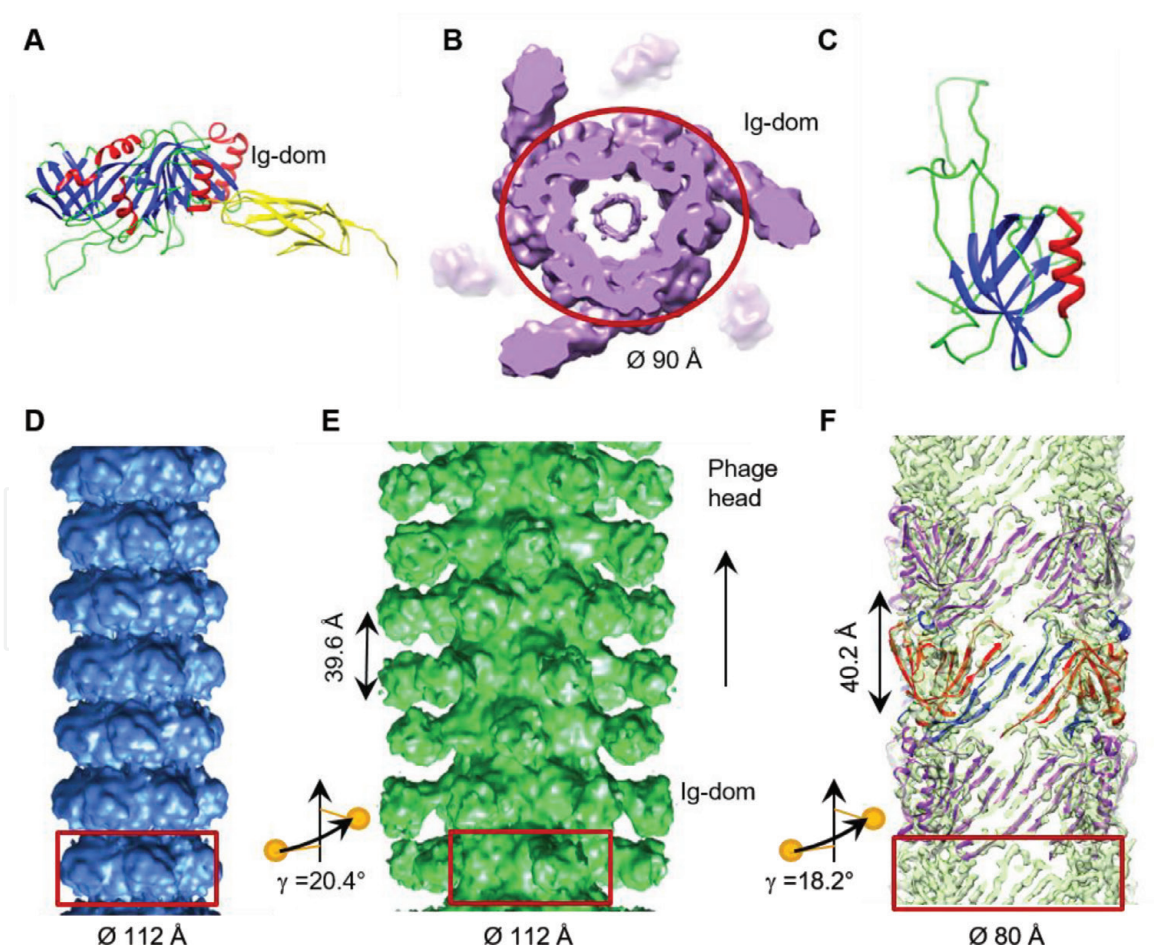 A
B
C
Ig-dom
Ig-dom
Ø 90 Å
D
E
F
Phage
head
39.6 Å
40.2 Å
Ig-dom
γ =20.4°
γ =18.2°
Ø 112 Å
Ø 112 Å
Ø 80 Å